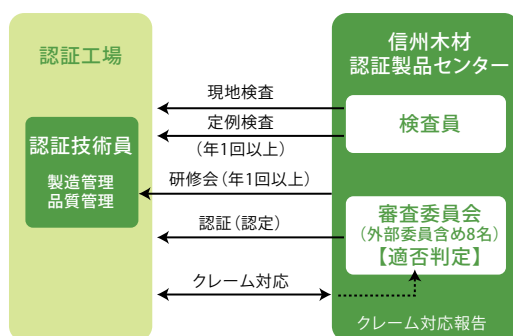 認証工場
認証技術員
製造管理
品質管理
現地検査
定例検査
(年1回以上)
研修会(年1回以上)
認証(認定)
クレーム対応
信州木材
認証製品センター
検査員
審査委員会
(外部委員含め8名)
【適否判定】
クレーム対応報告